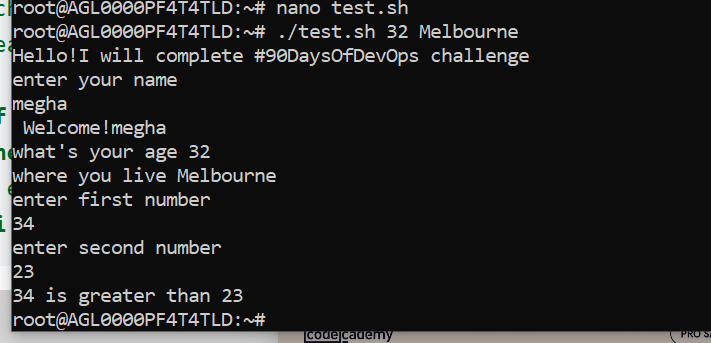 root@AGL0000PF4T4TLD:~# nano test.sh
root@AGL0000PF4T4TLD:~# ./test.sh 32 Melbourne
Hello!I will complete #90DaysOfDevOps challenge
enter your name
megha
 Welcome!megha
what's your age 32
where you live Melbourne
enter first number
34
enter second number
23
34 is greater than 23
root@AGL0000PF4T4TLD:~#
codecademy
PRO